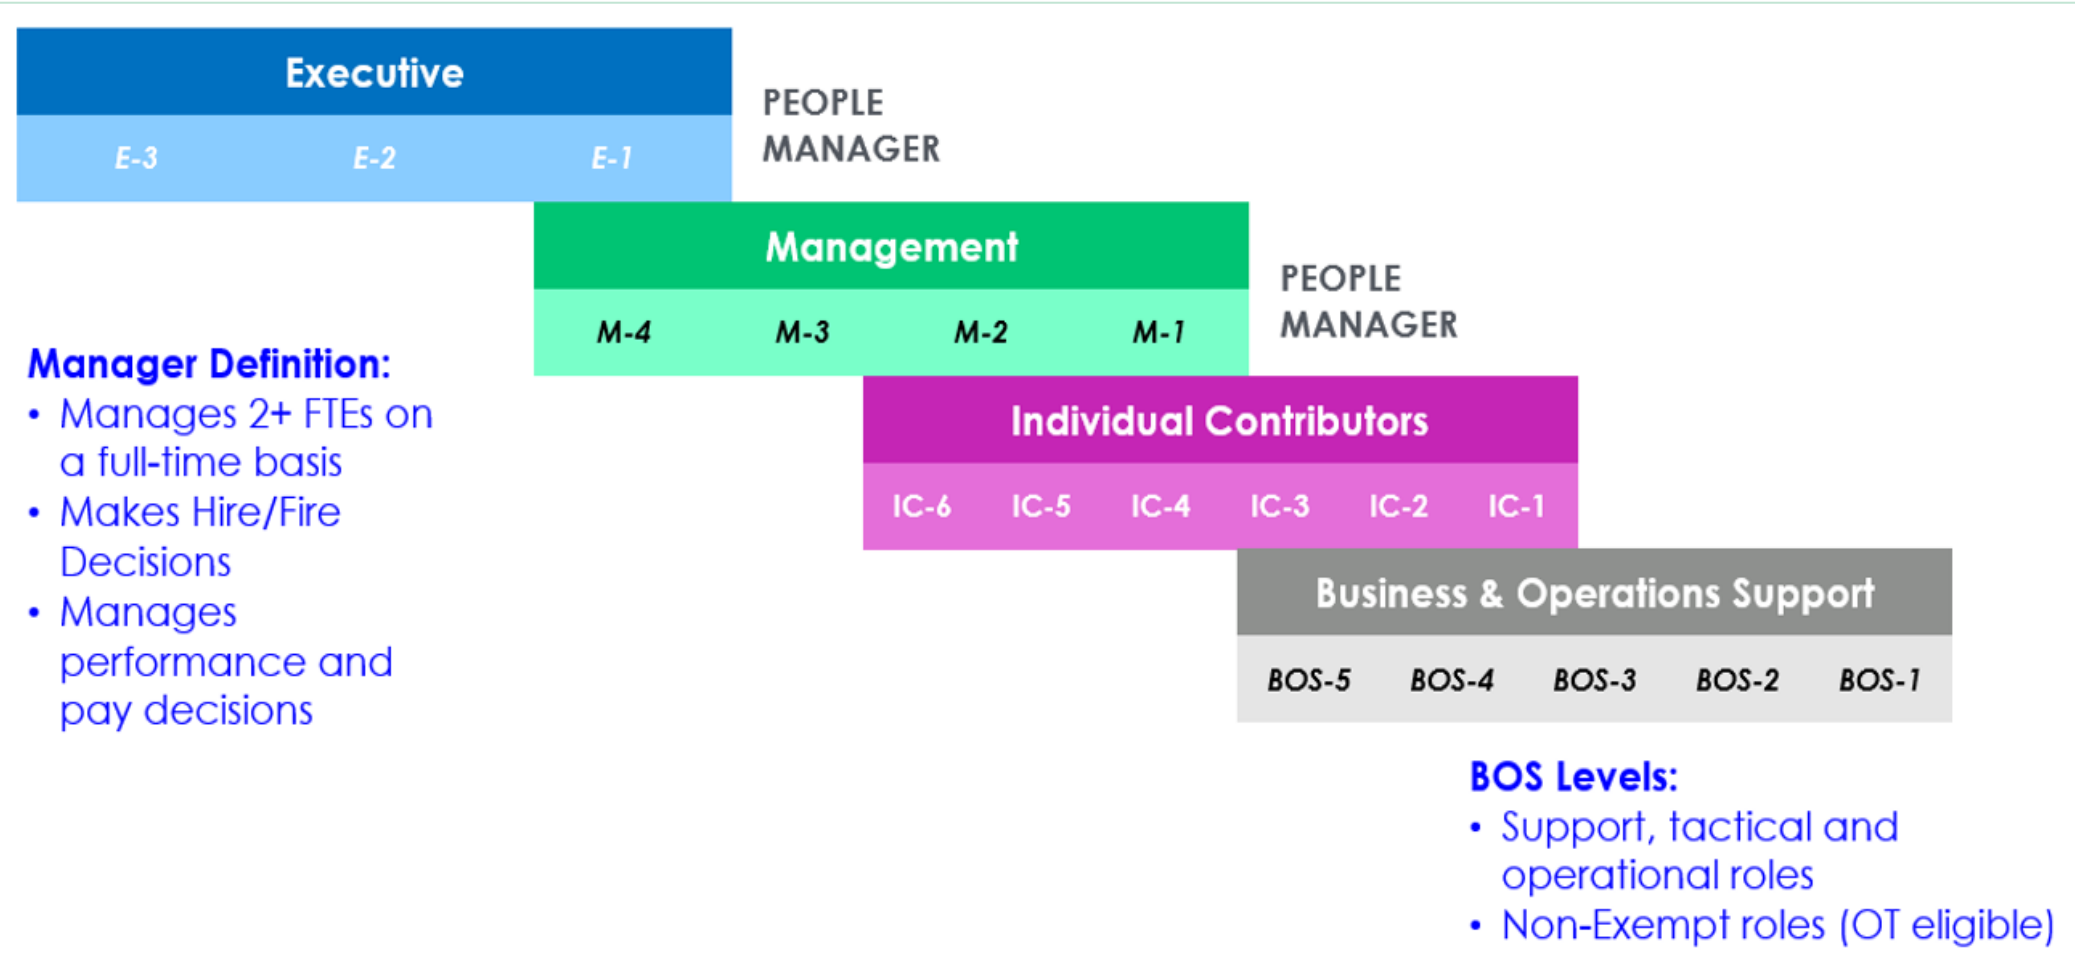 Executive
E-3 E-2 E-1
PEOPLE
MANAGER
Management
M-4 M-3 M-2 M-1
PEOPLE
MANAGER
Manager Definition:
• Manages 2+ FTEs on
a full-time basis
• Makes Hire/Fire
Decisions
• Manages
performance and
pay decisions
Individual Contributors
IC-6 IC-5 IC-4 IC-3 IC-2 IC-1
Business & Operations Support
BOS-5 BOS-4 BOS-3 BOS-2 BOS-1
BOS Levels:
• Support, tactical and
operational roles
• Non-Exempt roles (OT eligible)